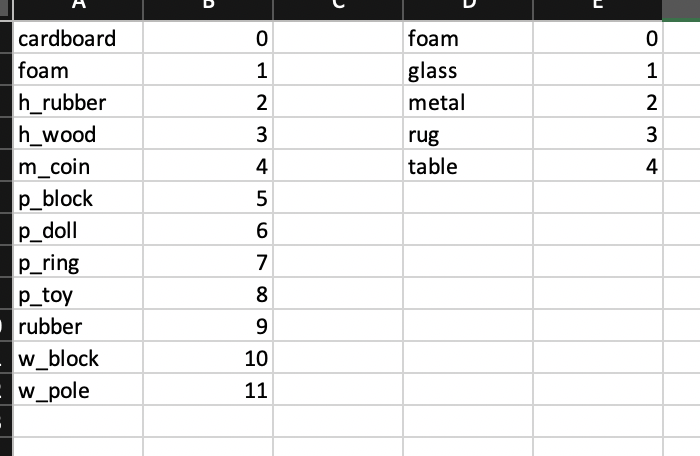 A B C D E
cardboard 0 foam 0
foam 1 glass 1
h_rubber 2 metal 2
h_wood 3 rug 3
m_coin 4 table 4
p_block 5
p_doll 6
p_ring 7
p_toy 8
rubber 9
w_block 10
w_pole 11